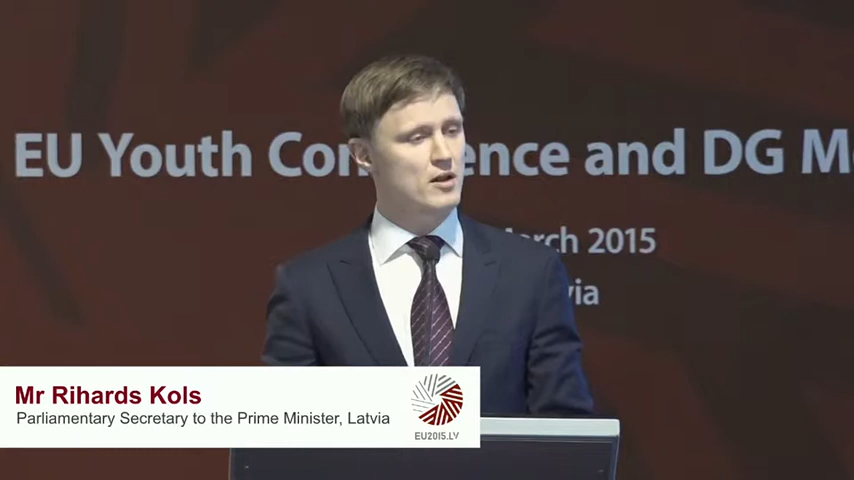 EU Youth Con ence and DG M
March 2015
via
Mr Rihards Kols
Parliamentary Secretary to the Prime Minister, Latvia
EU2015.LV